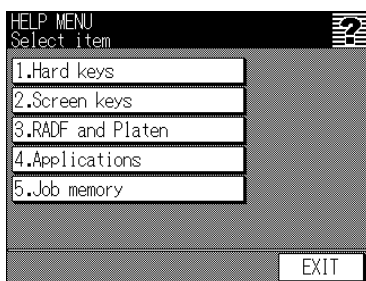 HELP MENU
Select item
?
1.Hard keys
2.Screen keys
3.RADF and Platen
4.Applications
5.Job memory
EXIT